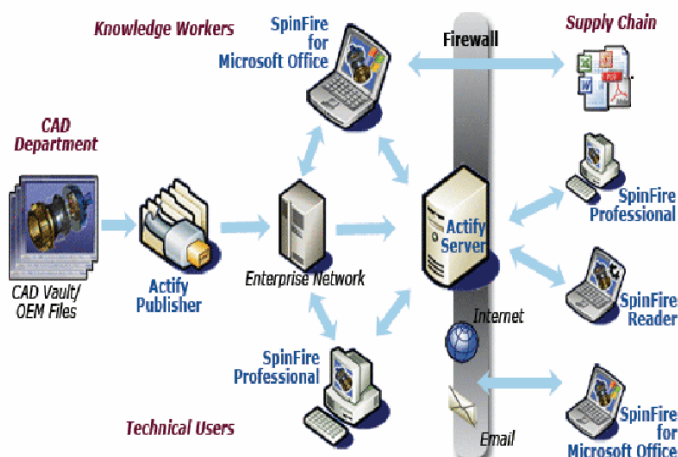 Knowledge Workers
SpinFire
for
Microsoft Office
Firewall
Supply Chain
CAD
Department
SpinFire
Professional
Actify
Server
Enterprise Network
Actify
Publisher
CAD Vault/
OEM Files
SpinFire
Reader
Internet
SpinFire
Professional
Technical Users
Email
SpinFire
for
Microsoft Office